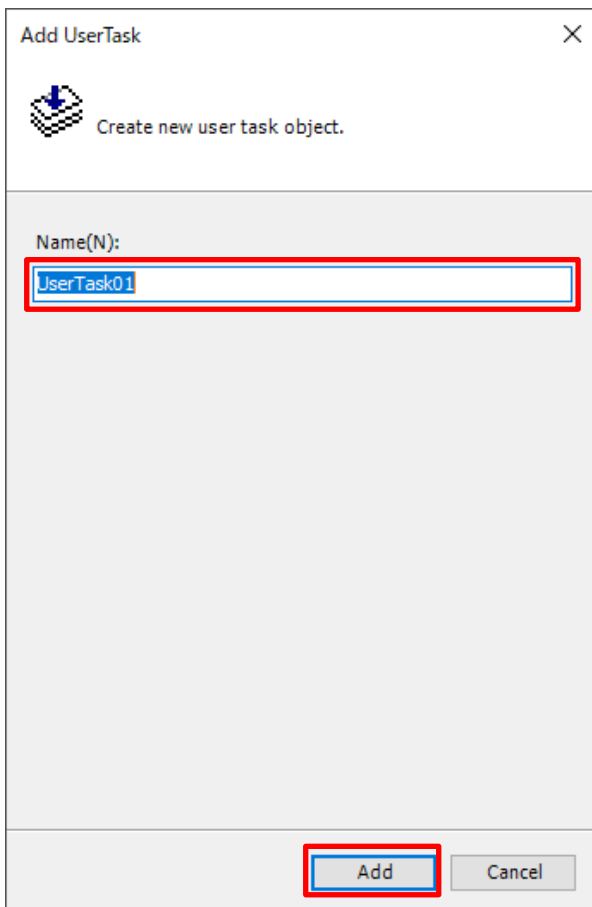 Add UserTask
Create new user task object.
Name(N):
UserTask01
Add
Cancel